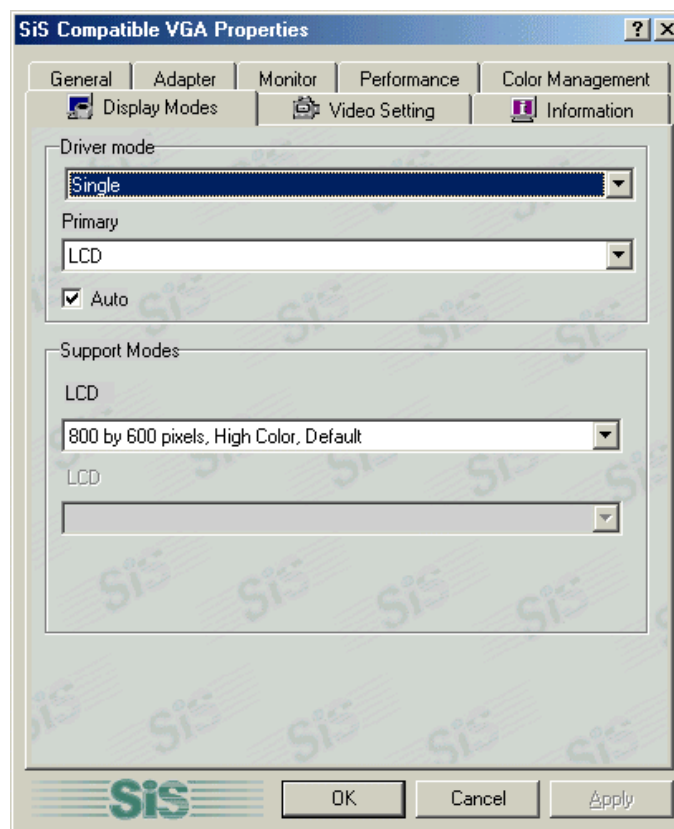 SiS Compatible VGA Properties
General Adapter Monitor Performance Color Management
Display Modes Video Setting Information
Driver mode
Single
Primary
LCD
Auto
Support Modes
LCD
800 by 600 pixels, High Color, Default
LCD
SiS OK Cancel Apply